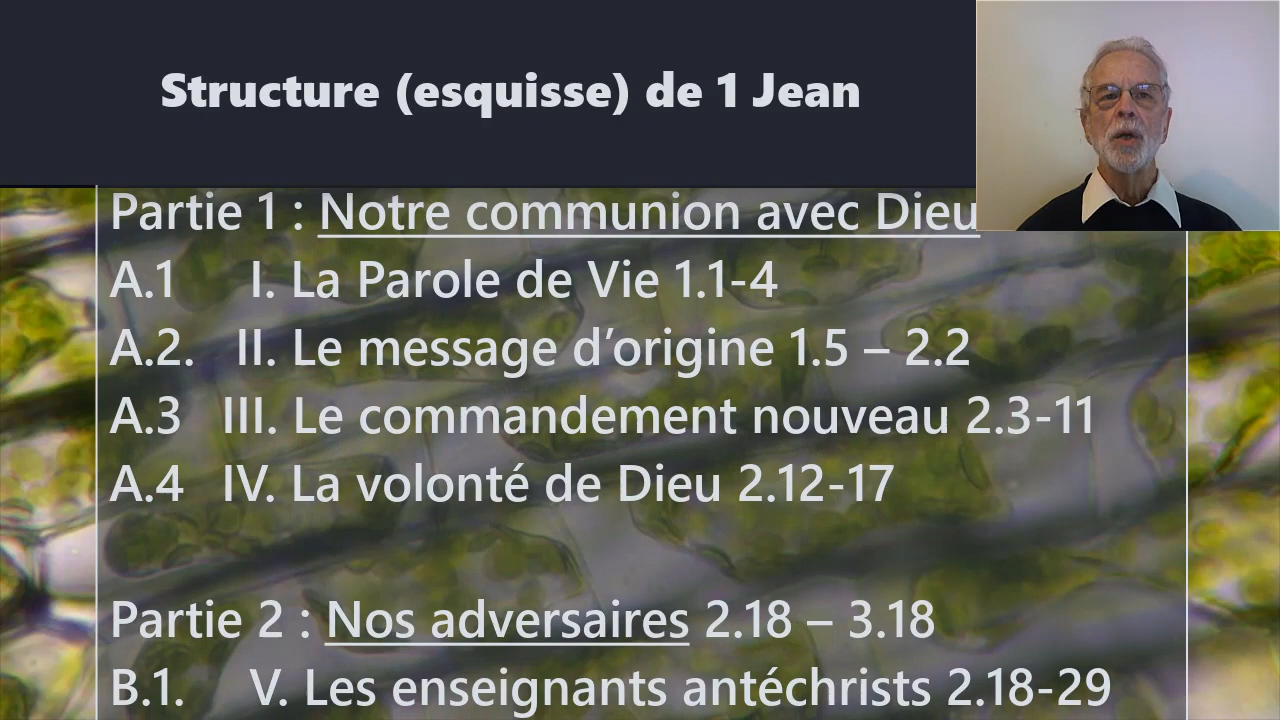 Structure (esquisse) de 1 Jean
Partie 1 : Notre communion avec Dieu
A.1 I. La Parole de Vie 1.1-4
A.2. II. Le message d’origine 1.5 – 2.2
A.3 III. Le commandement nouveau 2.3-11
A.4 IV. La volonté de Dieu 2.12-17
Partie 2 : Nos adversaires 2.18 – 3.18
B.1. V. Les enseignants antéchrists 2.18-29